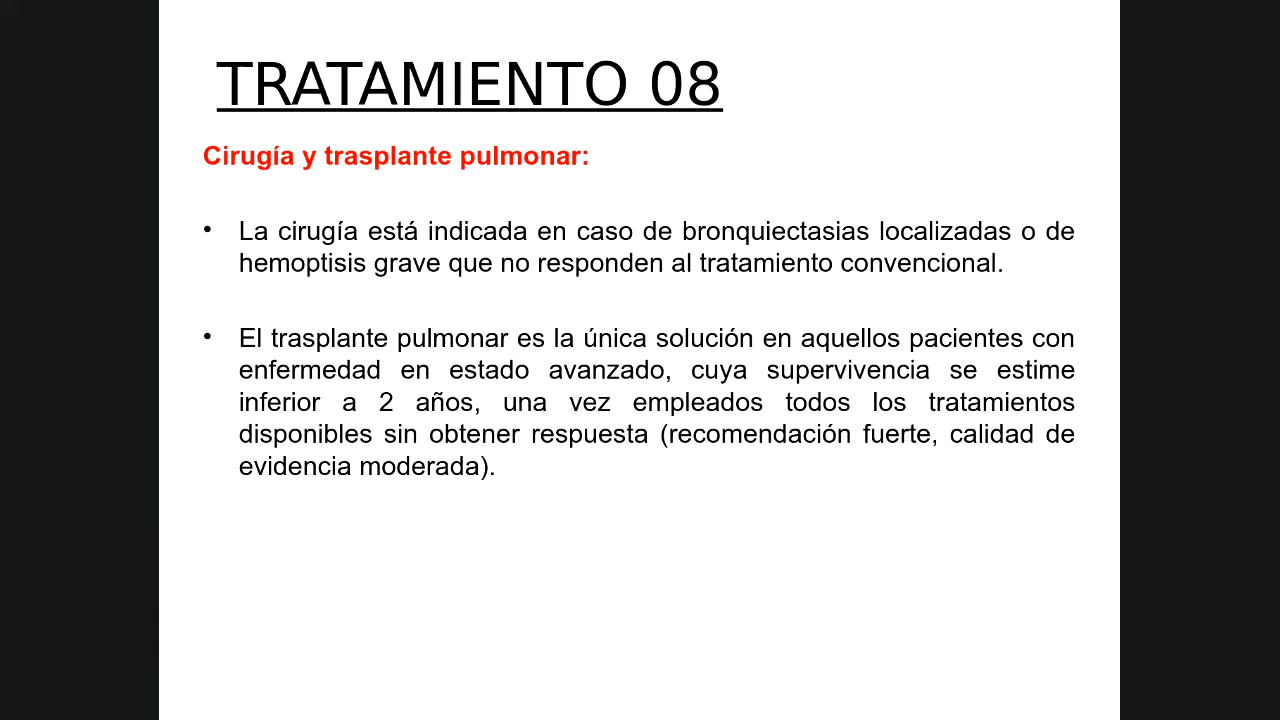 TRATAMIENTO 08
Cirugía y trasplante pulmonar:
• La cirugía está indicada en caso de bronquiectasias localizadas o de
hemoptisis grave que no responden al tratamiento convencional.
• El trasplante pulmonar es la única solución en aquellos pacientes con
enfermedad en estado avanzado, cuya supervivencia se estime
inferior a 2 años, una vez empleados todos los tratamientos
disponibles sin obtener respuesta (recomendación fuerte, calidad de
evidencia moderada).